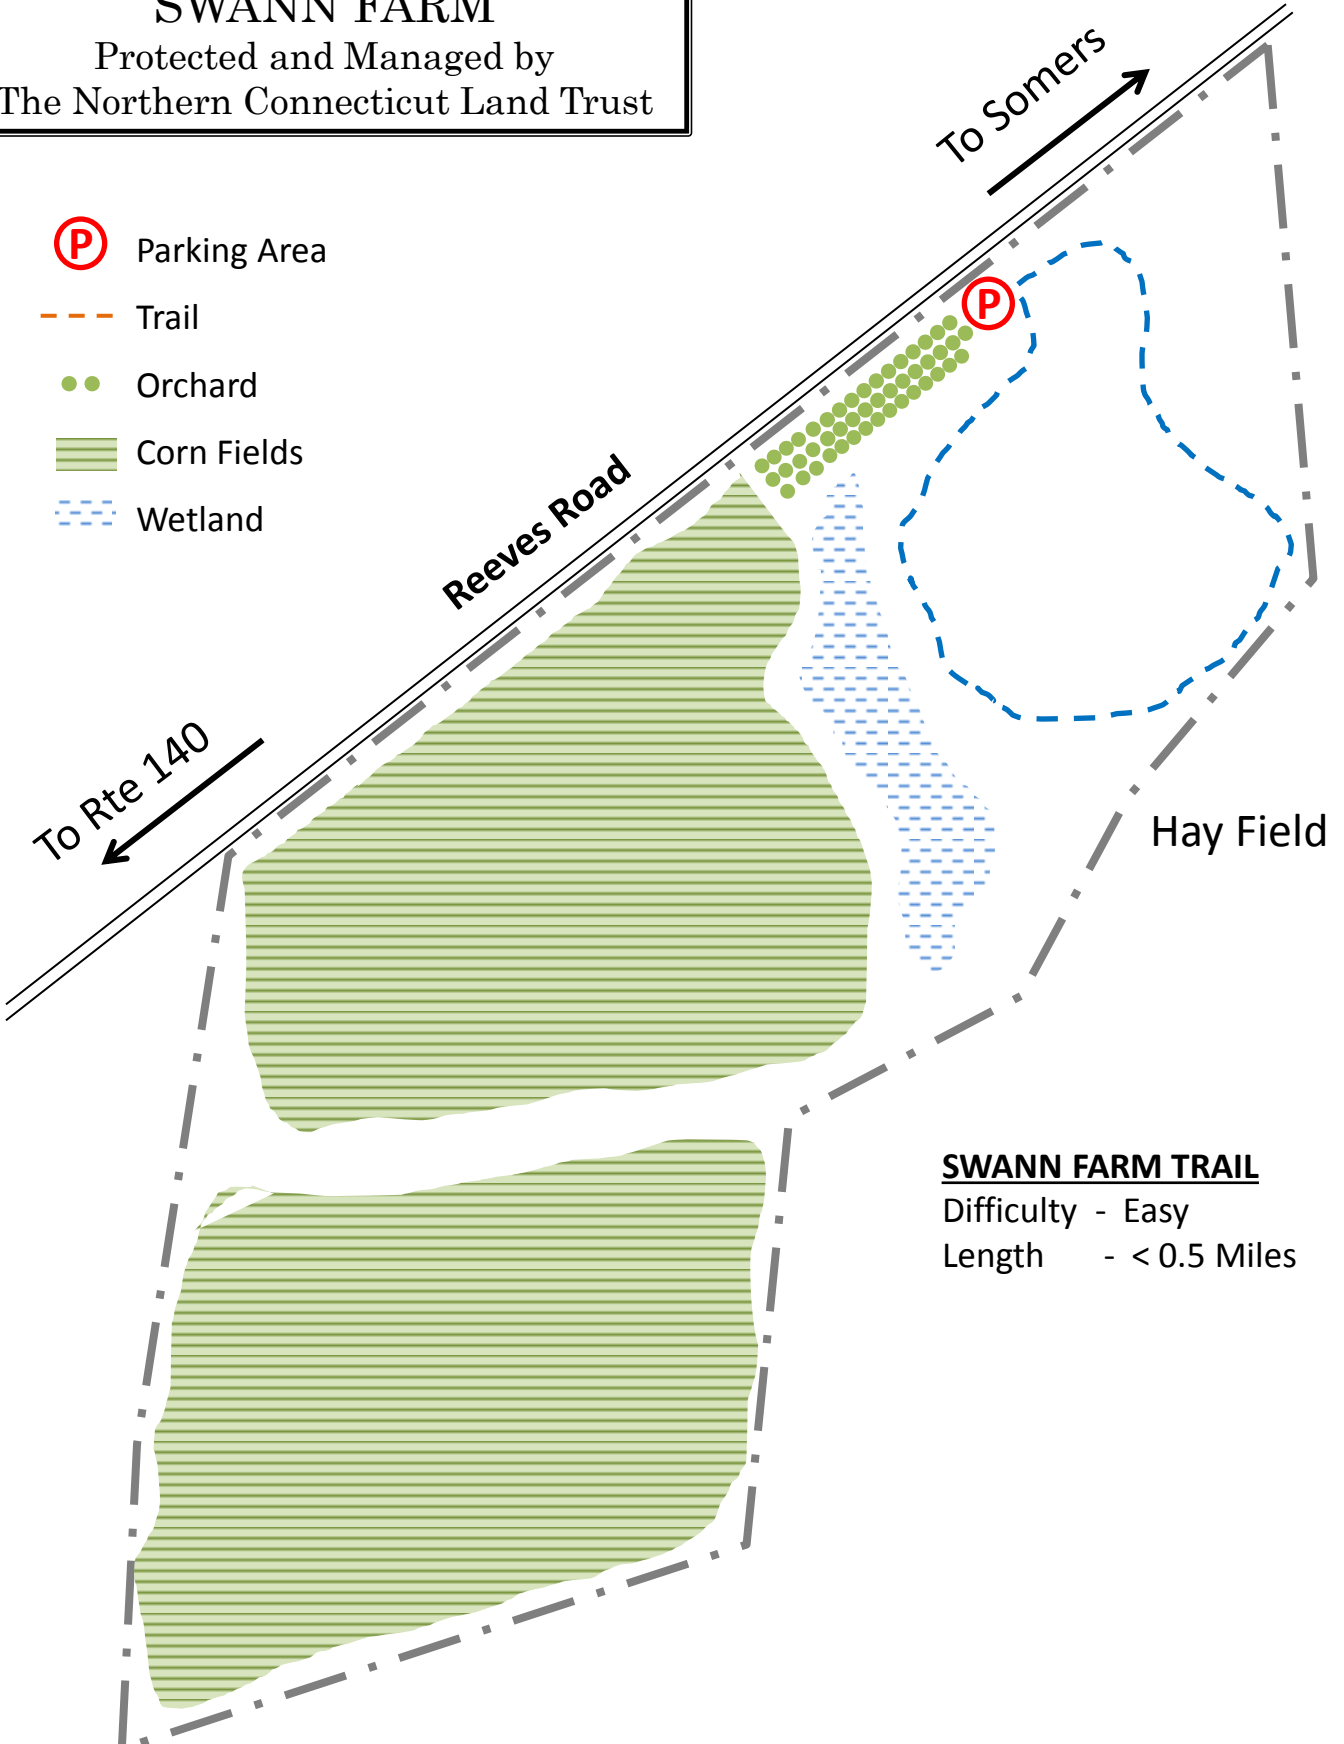 SWANN FARM
Protected and Managed by
The Northern Connecticut Land Trust
To Somers
P Parking Area
P
Trail
Orchard
Corn Fields
Wetland
Reeves Road
To Rte 140
Hay Field
SWANN FARM TRAIL
Difficulty - Easy
Length - < 0.5 Miles